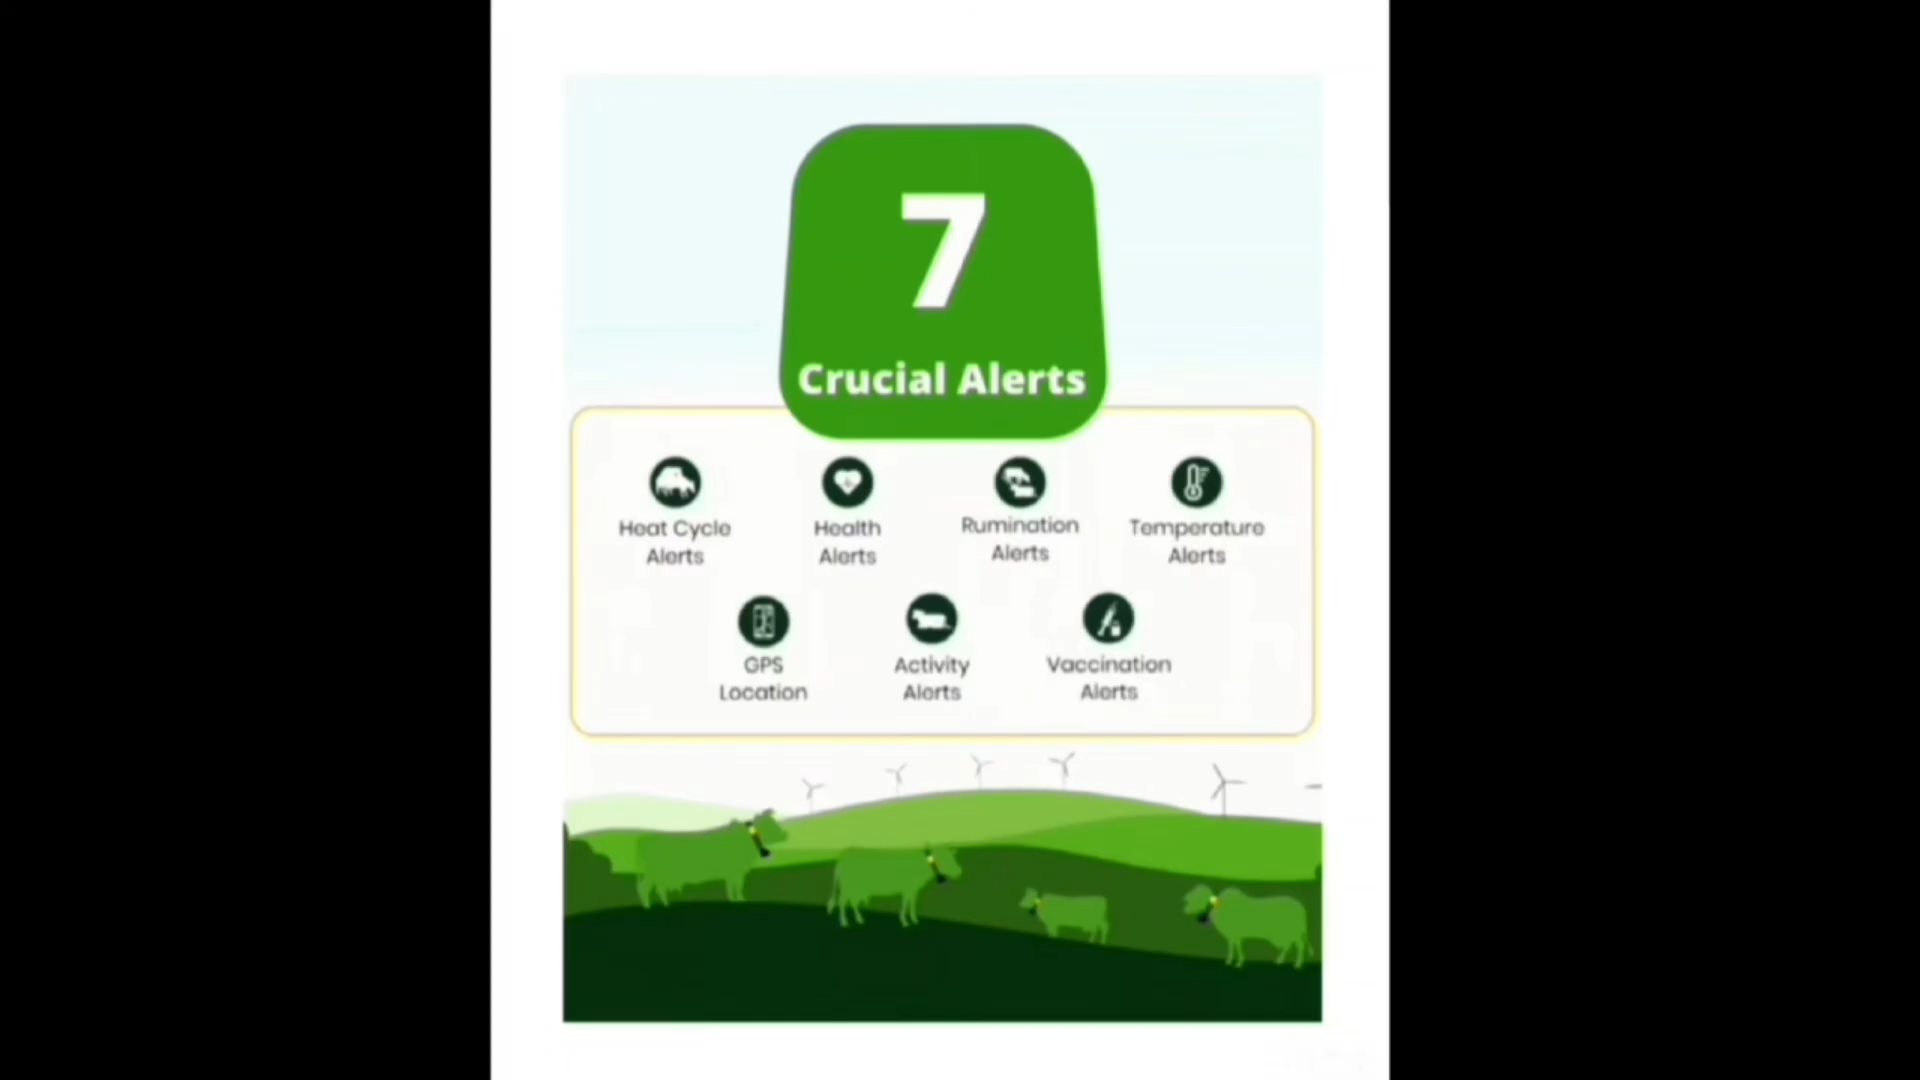 7
Crucial Alerts
Heat Cycle
Alerts
Health
Alerts
Rumination
Alerts
Temperature
Alerts
GPS
Location
Activity
Alerts
Vaccination
Alerts